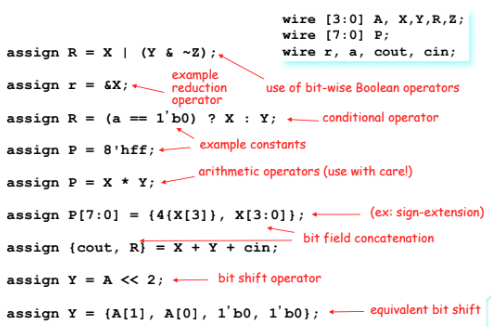 wire [3:0] A, X,Y,R,Z;
wire [7:0] P;
wire r, a, cout, cin;
assign R = X | (Y & ~Z);
use of bit-wise Boolean operators
assign r = &X;
example
reduction
operator
assign R = (a == 1'b0) ? X : Y;
conditional operator
assign P = 8'hff;
example constants
assign P = X * Y;
arithmetic operators (use with care!)
assign P[7:0] = {4{X[3]}, X[3:0]};
(ex: sign-extension)
bit field concatenation
assign {cout, R} = X + Y + cin;
assign Y = A << 2;
bit shift operator
assign Y = {A[1], A[0], 1'b0, 1'b0};
equivalent bit shift